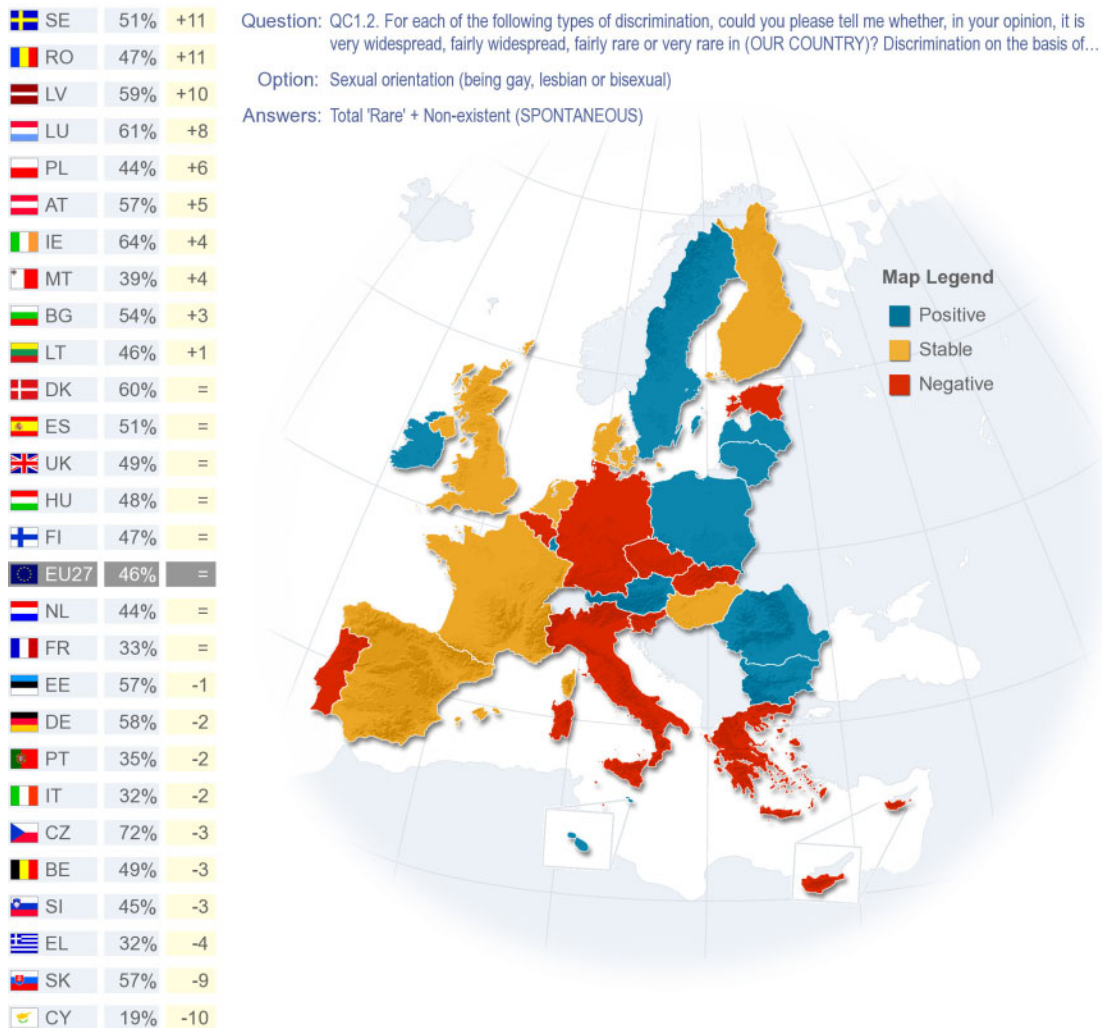 Question: QC1.2. For each of the following types of discrimination, could you please tell me whether, in your opinion, it is
very widespread, fairly widespread, fairly rare or very rare in (OUR COUNTRY)? Discrimination on the basis of...
Option: Sexual orientation (being gay, lesbian or bisexual)
Answers: Total 'Rare' + Non-existent (SPONTANEOUS)
SE 51% +11
RO 47% +11
LV 59% +10
LU 61% +8
PL 44% +6
AT 57% +5
IE 64% +4
MT 39% +4
BG 54% +3
LT 46% +1
DK 60% =
ES 51% =
UK 49% =
HU 48% =
FI 47% =
EU27 46% =
NL 44% =
FR 33% =
EE 57% -1
DE 58% -2
PT 35% -2
IT 32% -2
CZ 72% -3
BE 49% -3
SI 45% -3
EL 32% -4
SK 57% -9
CY 19% -10
Map Legend
Positive
Stable
Negative